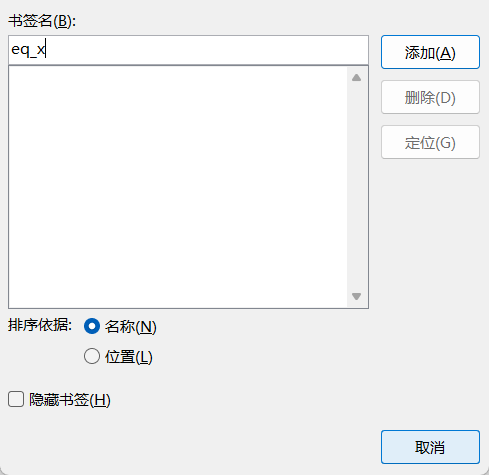 书签名(B):
eq_x
添加(A)
删除(D)
定位(G)
排序依据:
名称(N)
位置(L)
隐藏书签(H)
取消